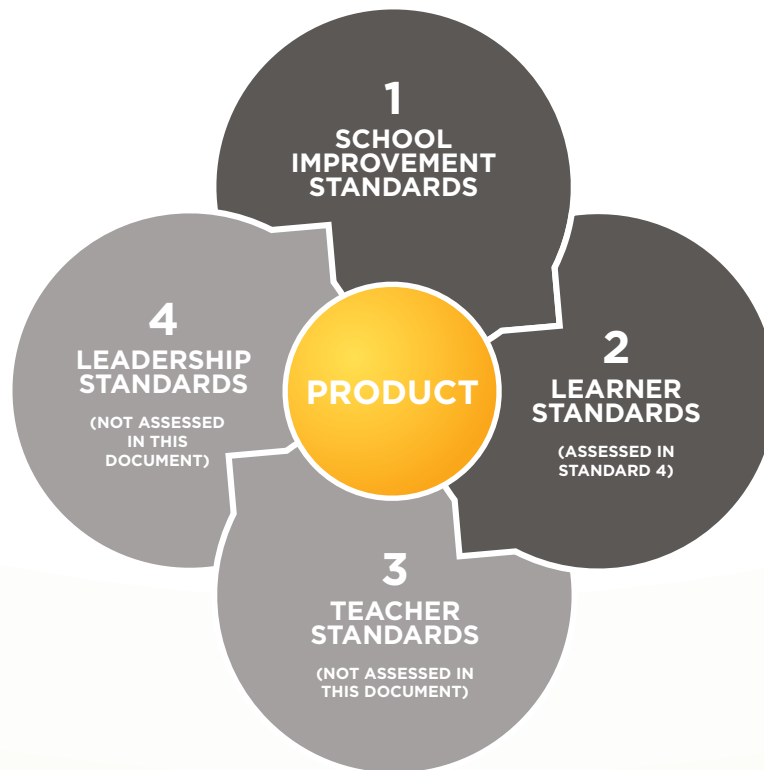 1
SCHOOL
IMPROVEMENT
STANDARDS
2
LEARNER
STANDARDS
(ASSESSED IN
STANDARD 4)
3
TEACHER
STANDARDS
(NOT ASSESSED IN
THIS DOCUMENT)
4
LEADERSHIP
STANDARDS
(NOT ASSESSED
IN THIS
DOCUMENT)
PRODUCT